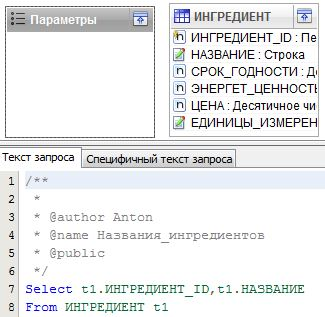 Параметры
ИНГРЕДИЕНТ
ИНГРЕДИЕНТ_ID : Пе
НАЗВАНИЕ : Строка
СРОК_ГОДНОСТИ : Д
ЭНЕРГЕТ_ЦЕННОСТЬ
ЦЕНА : Десятичное чи
ЕДИНИЦЫ_ИЗМЕРЕН
Текст запроса
Специфичный текст запроса
1 /**
2 *
3 *
4 * @author Anton
5 * @name Названия_ингредиентов
6 * @public
6 */
7 Select t1.ИНГРЕДИЕНТ_ID,t1.НАЗВАНИЕ
8 From ИНГРЕДИЕНТ t1